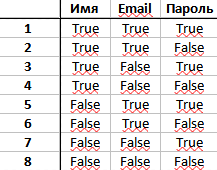 Имя Email Пароль
1 True True True
2 True True False
3 True False True
4 True False False
5 False True True
6 False True False
7 False False True
8 False False False